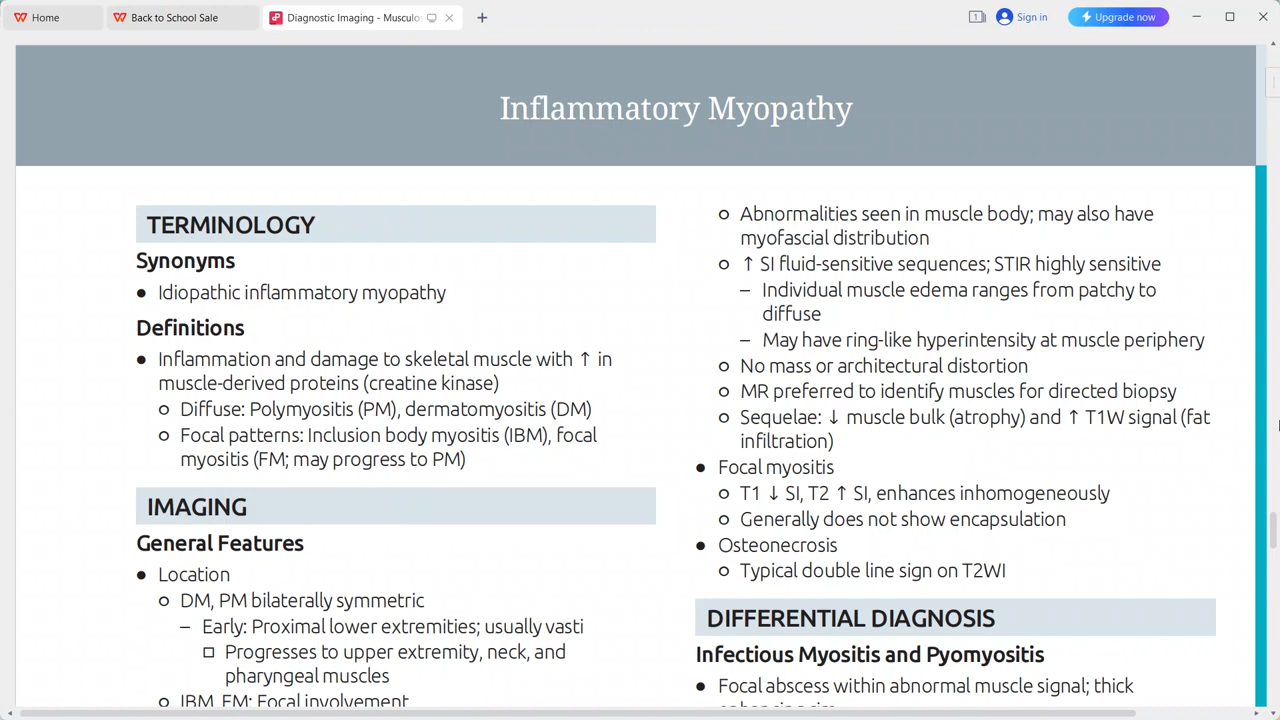 Home
Back to School Sale
Diagnostic Imaging - Musculo
1
Sign in
Upgrade now
Inflammatory Myopathy
TERMINOLOGY
Synonyms
● Idiopathic inflammatory myopathy
Definitions
● Inflammation and damage to skeletal muscle with ↑ in
muscle-derived proteins (creatine kinase)
○ Diffuse: Polymyositis (PM), dermatomyositis (DM)
○ Focal patterns: Inclusion body myositis (IBM), focal
myositis (FM; may progress to PM)
IMAGING
General Features
● Location
○ DM, PM bilaterally symmetric
– Early: Proximal lower extremities; usually vasti
□ Progresses to upper extremity, neck, and
pharyngeal muscles
○ IBM, FM: Focal involvement
○ Abnormalities seen in muscle body; may also have
myofascial distribution
○ ↑ SI fluid-sensitive sequences; STIR highly sensitive
– Individual muscle edema ranges from patchy to
diffuse
– May have ring-like hyperintensity at muscle periphery
○ No mass or architectural distortion
○ MR preferred to identify muscles for directed biopsy
○ Sequelae: ↓ muscle bulk (atrophy) and ↑ T1W signal (fat
infiltration)
● Focal myositis
○ T1 ↓ SI, T2 ↑ SI, enhances inhomogeneously
○ Generally does not show encapsulation
● Osteonecrosis
○ Typical double line sign on T2WI
DIFFERENTIAL DIAGNOSIS
Infectious Myositis and Pyomyositis
● Focal abscess within abnormal muscle signal; thick